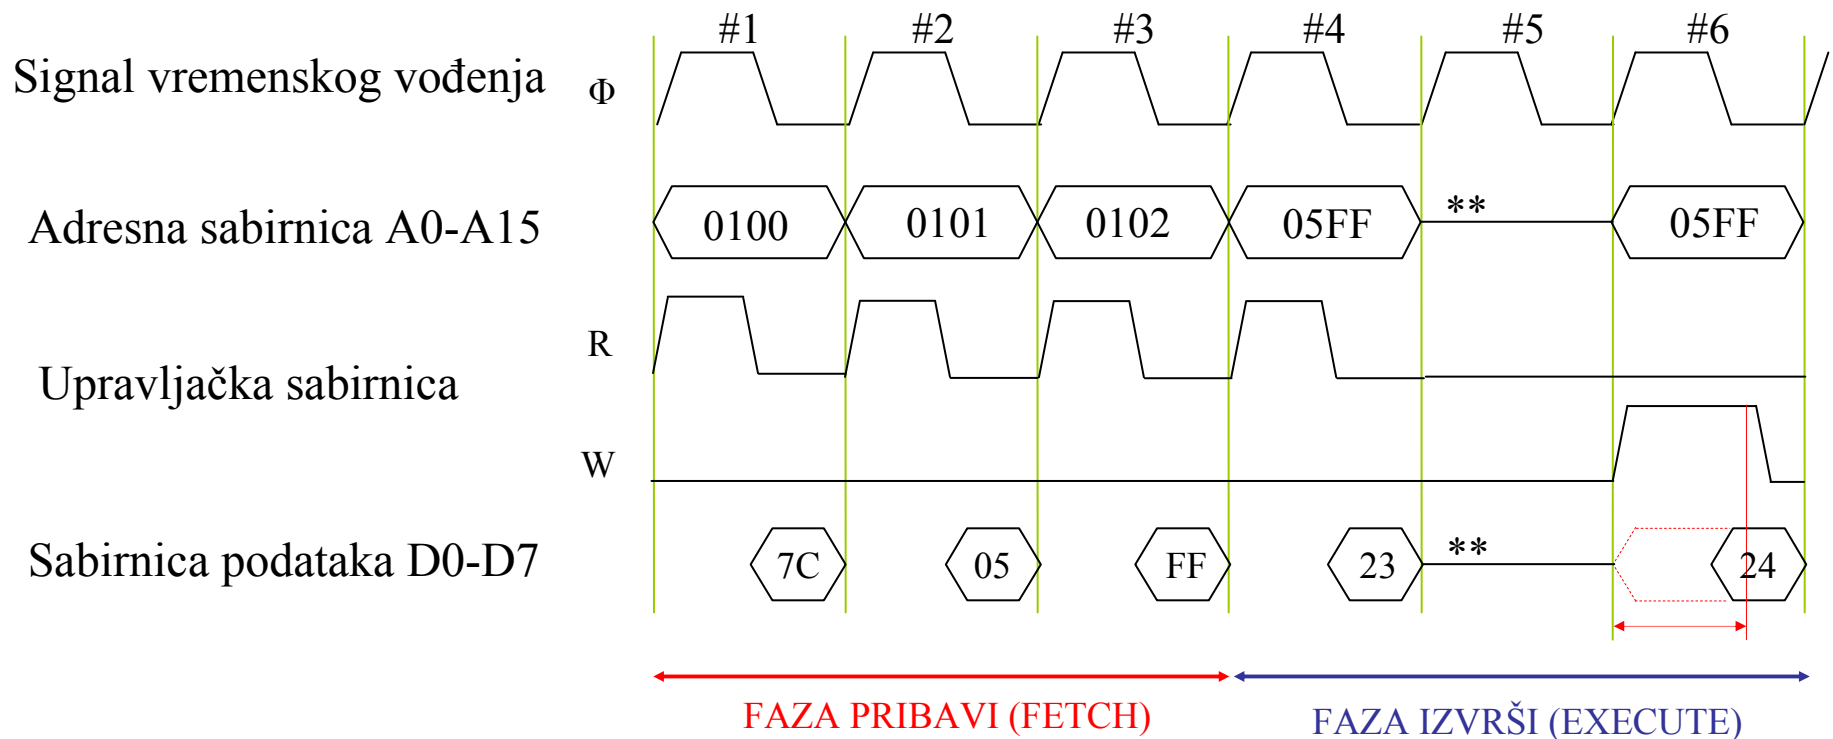 #1 #2 #3 #4 #5 #6
Signal vremenskog vođenja Φ
Adresna sabirnica A0-A15 0100 0101 0102 05FF ** 05FF
R
Upravljačka sabirnica
W
Sabirnica podataka D0-D7 7C 05 FF 23 ** 24
FAZA PRIBAVI (FETCH) FAZA IZVRŠI (EXECUTE)